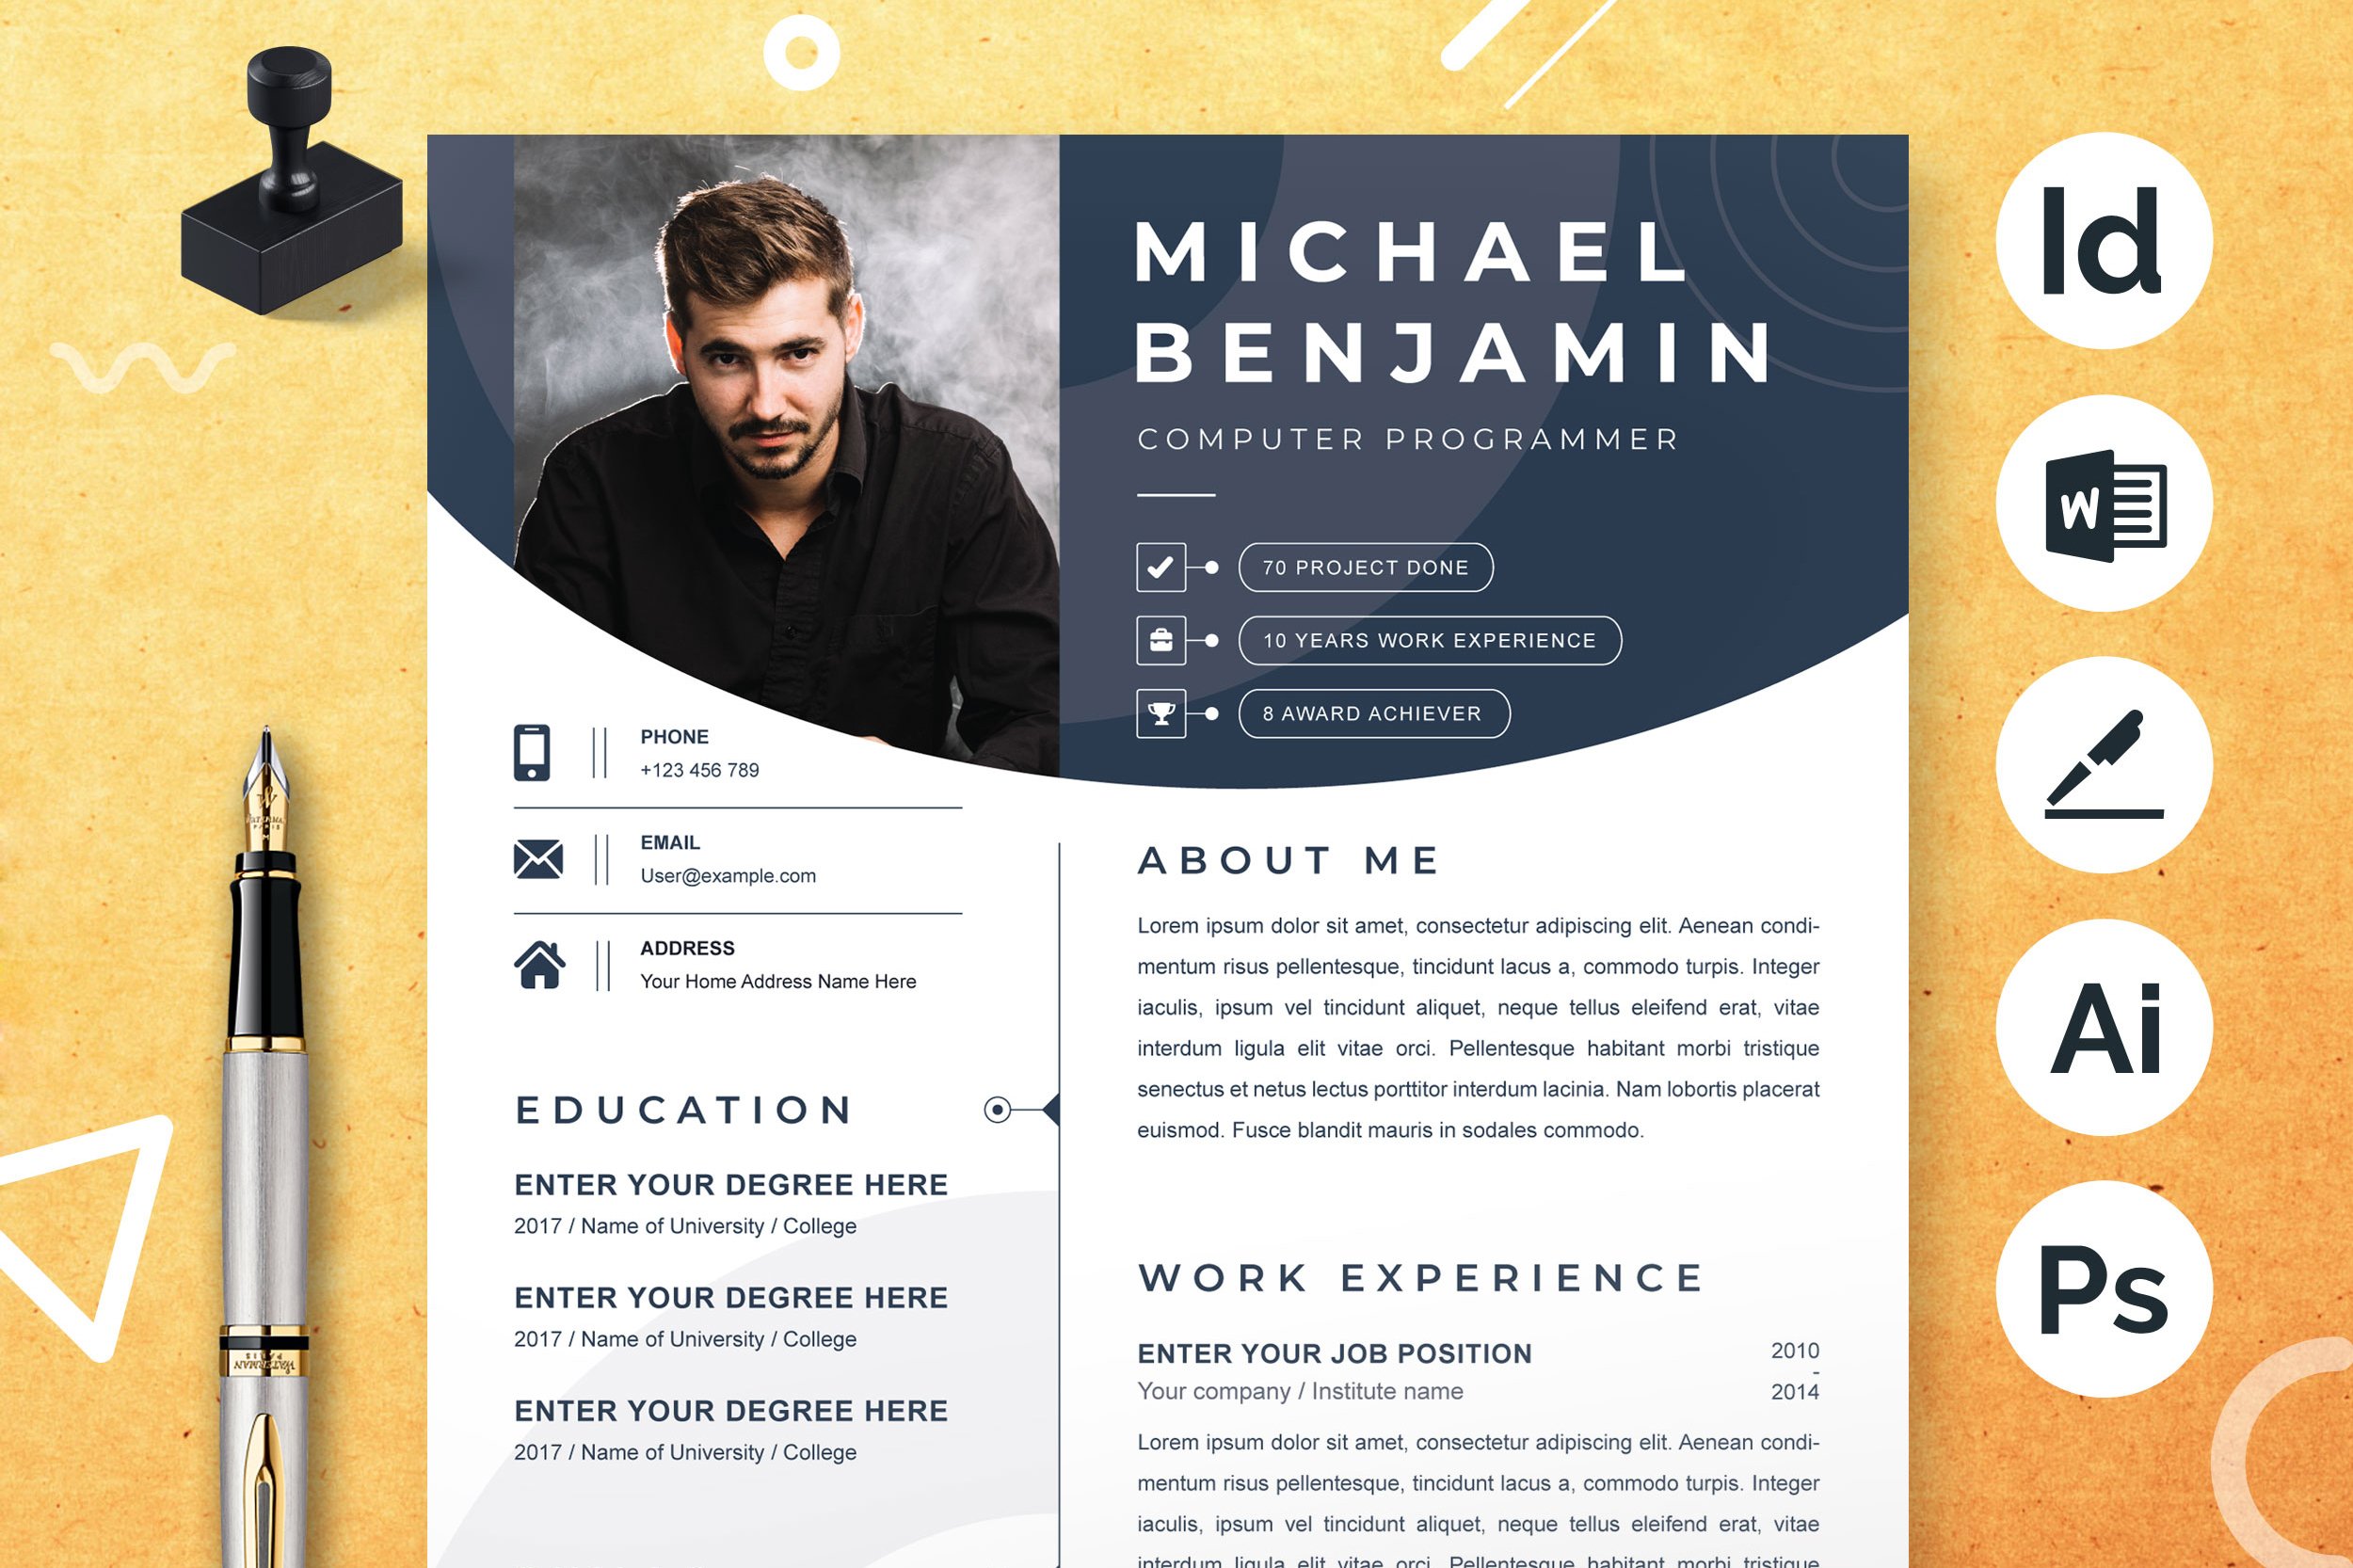 MICHAEL
BENJAMIN
COMPUTER PROGRAMMER
70 PROJECT DONE
10 YEARS WORK EXPERIENCE
8 AWARD ACHIEVER
PHONE
+123 456 789
EMAIL
User@example.com
ADDRESS
Your Home Address Name Here
EDUCATION
ENTER YOUR DEGREE HERE
2017 / Name of University / College
ENTER YOUR DEGREE HERE
2017 / Name of University / College
ENTER YOUR DEGREE HERE
2017 / Name of University / College
ABOUT ME
Lorem ipsum dolor sit amet, consectetur adipiscing elit. Aenean condi-
mentum risus pellentesque, tincidunt lacus a, commodo turpis. Integer
iaculis, ipsum vel tincidunt aliquet, neque tellus eleifend erat, vitae
interdum ligula elit vitae orci. Pellentesque habitant morbi tristique
senectus et netus lectus porttitor interdum lacinia. Nam lobortis placerat
euismod. Fusce blandit mauris in sodales commodo.
WORK EXPERIENCE
ENTER YOUR JOB POSITION
2010
-
2014
Your company / Institute name
Lorem ipsum dolor sit amet, consectetur adipiscing elit. Aenean condi-
mentum risus pellentesque, tincidunt lacus a, commodo turpis. Integer
iaculis, ipsum vel tincidunt aliquet, neque tellus eleifend erat, vitae
interdum ligula elit vitae orci. Pellentesque habitant morbi tristique
Id
W
Ai
Ps
WATERMAN
PARIS